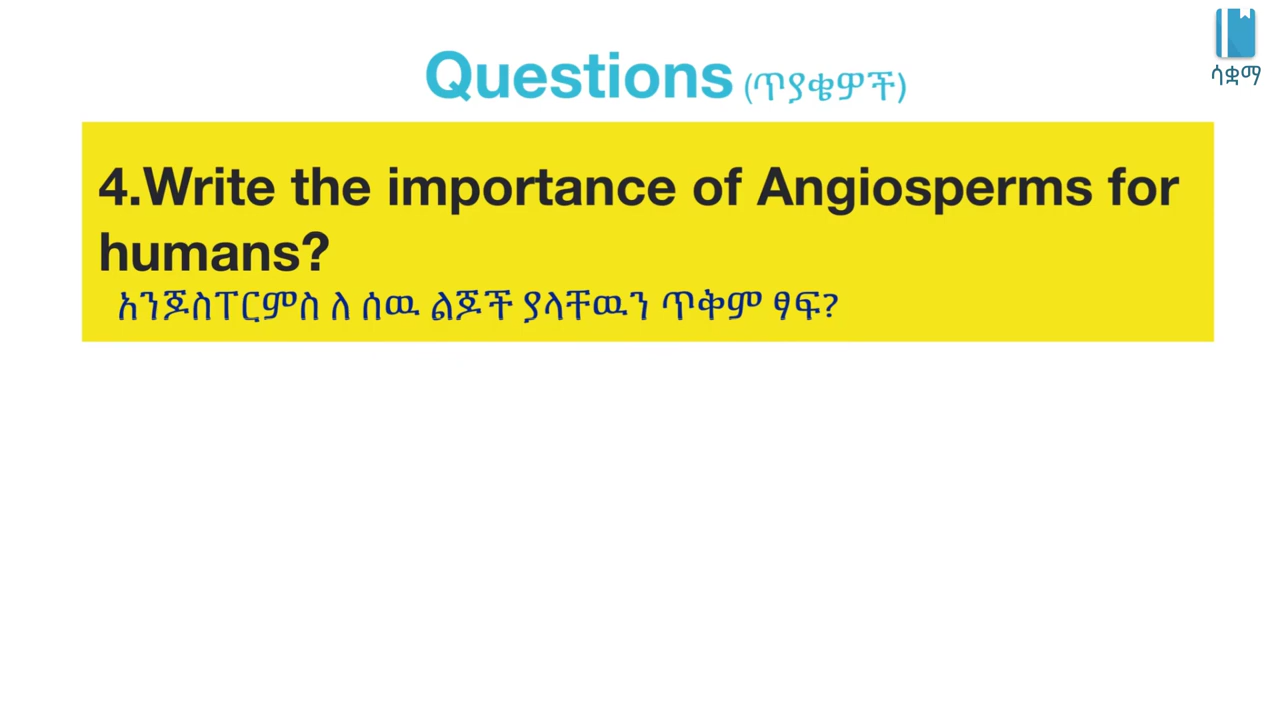 ሳቋማ
Questions (ጥያቄዎች)
4.Write the importance of Angiosperms for
humans?
አንጆስፐርምስ ለ ሰዉ ልጆች ያላቸዉን ጥቅም ፃፍ?